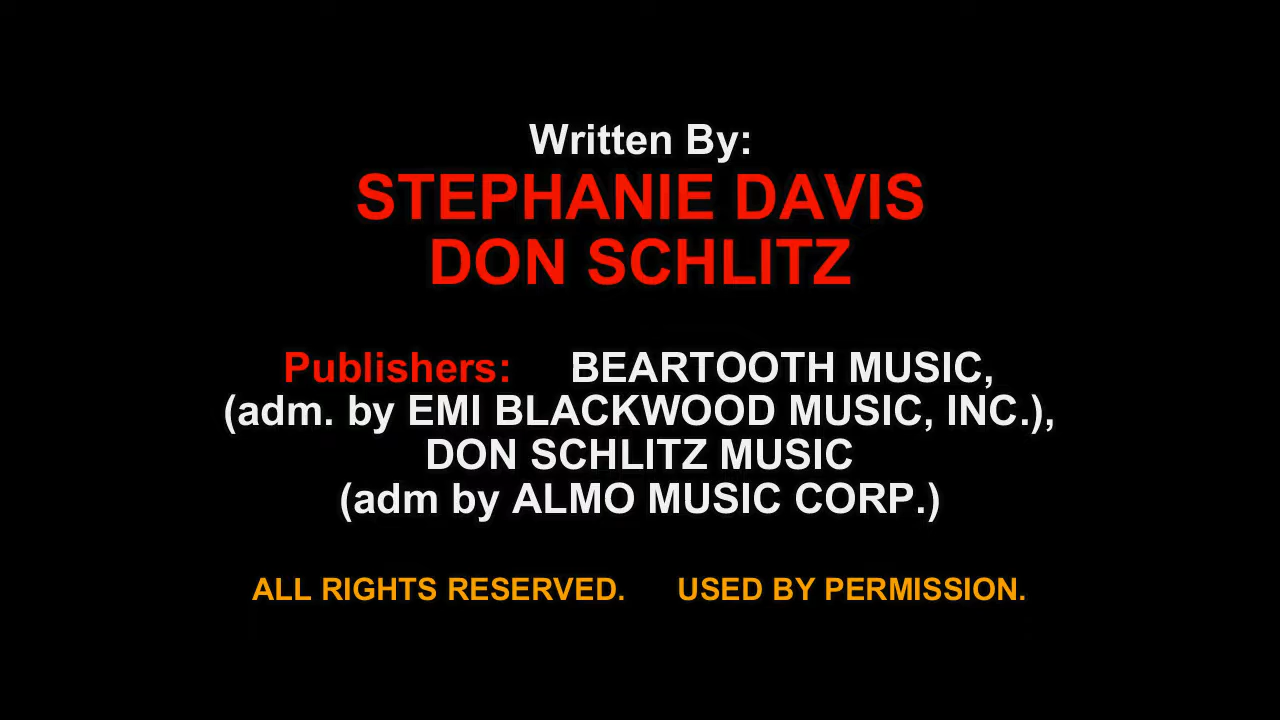 Written By:
STEPHANIE DAVIS
DON SCHLITZ
Publishers: BEARTOOTH MUSIC,
(adm. by EMI BLACKWOOD MUSIC, INC.),
DON SCHLITZ MUSIC
(adm by ALMO MUSIC CORP.)
ALL RIGHTS RESERVED. USED BY PERMISSION.